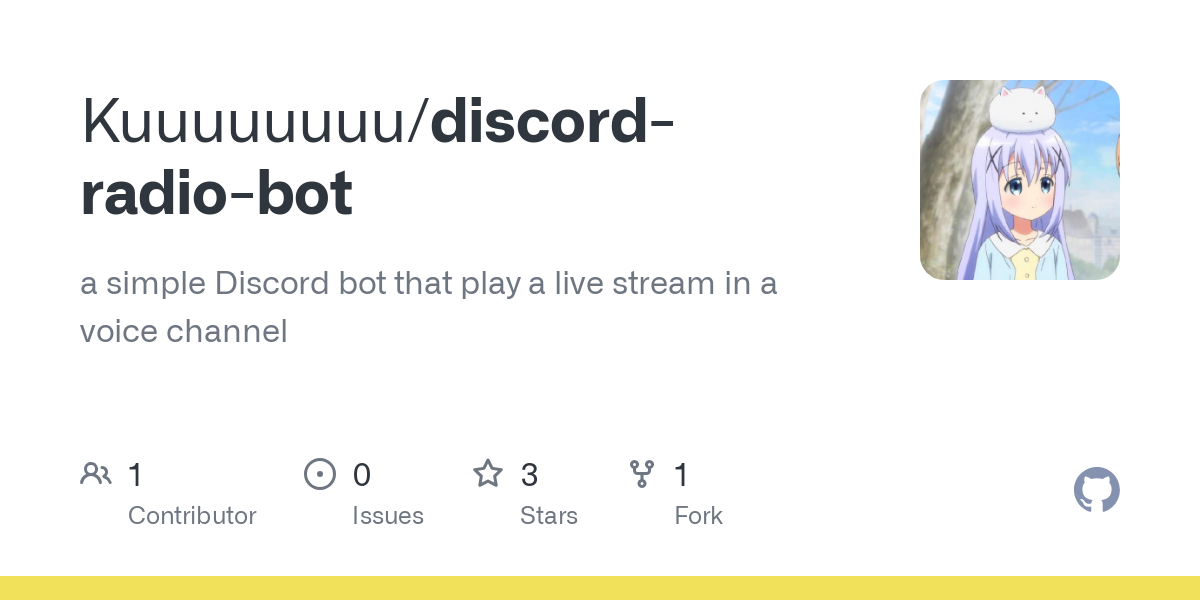 Kuuuuuuuu/discord-
radio-bot
a simple Discord bot that play a live stream in a
voice channel
1
Contributor
0
Issues
3
Stars
1
Fork